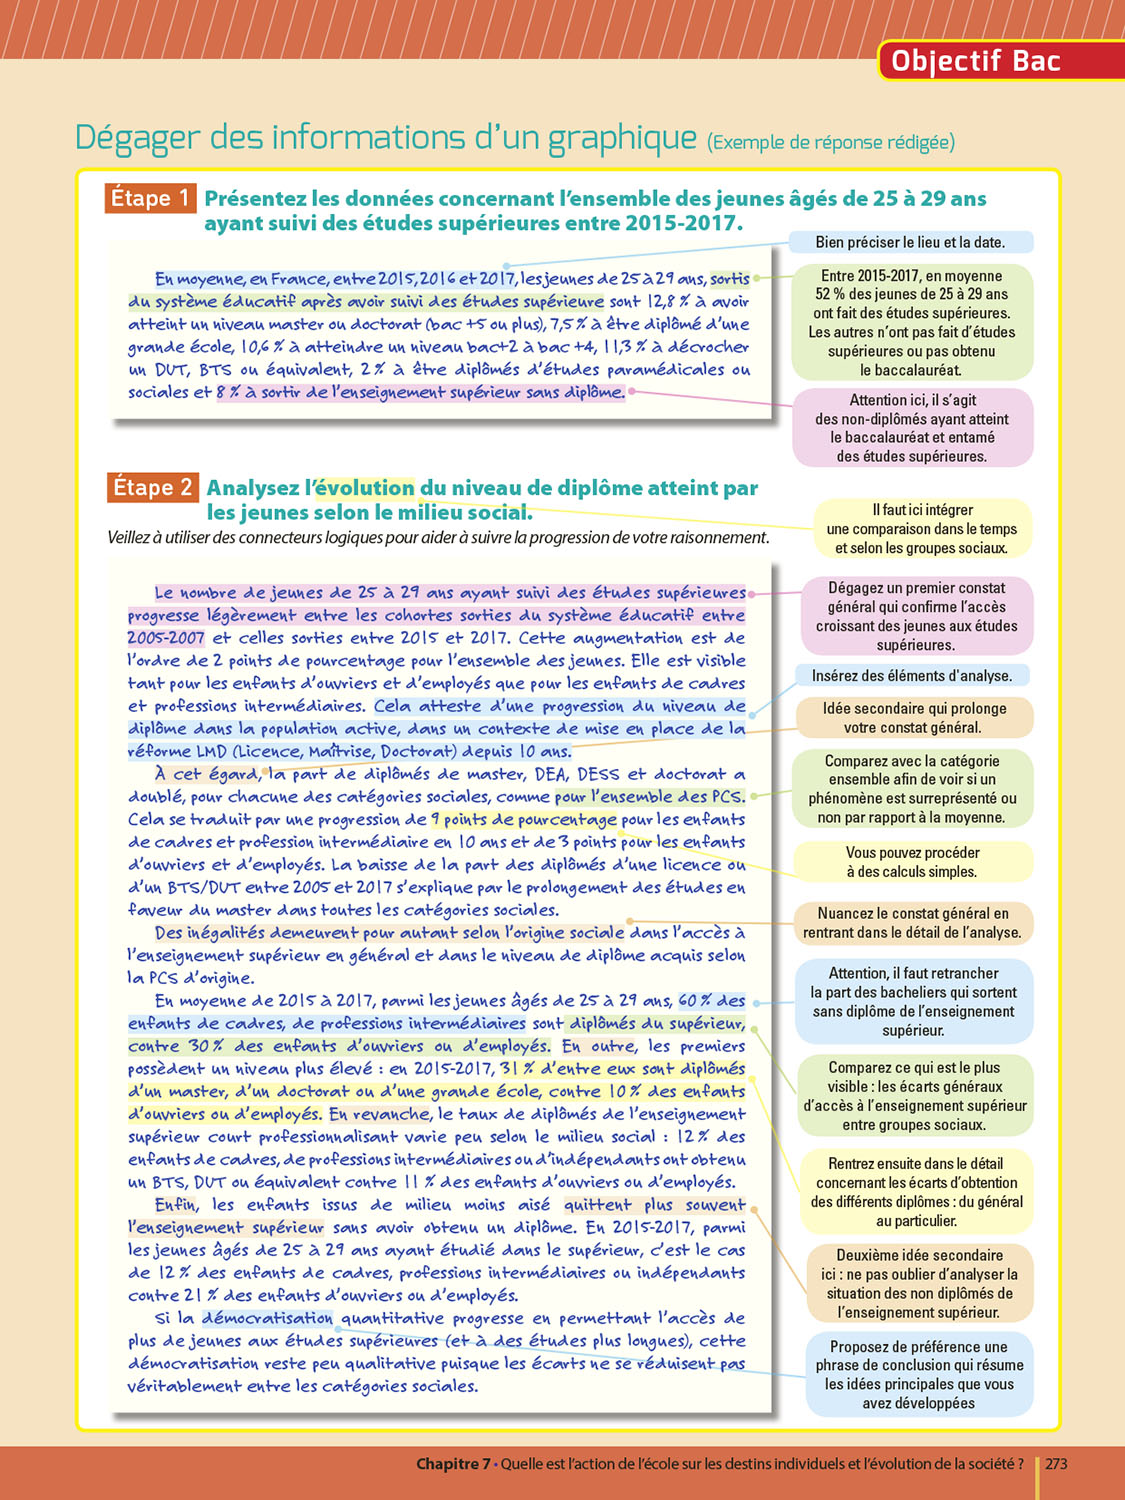 Objectif Bac
Dégager des informations d'un graphique (Exemple de réponse rédigée)
Étape 1 Présentez les données concernant l'ensemble des jeunes âgés de 25 à 29 ans
ayant suivi des études supérieures entre 2015-2017.
En moyenne, en France, entre 2015, 2016 et 2017, les jeunes de 25 à 29 ans, sortis
du système éducatif après avoir suivi des études supérieure sont 12,8 % à avoir
atteint un niveau master ou doctorat (bac +5 ou plus), 7,5 % à être diplômé d'une
grande école, 10,6 % à atteindre un niveau bac+2 à bac +4, 11,3 % à décrocher
un DUT, BTS ou équivalent, 2 % à être diplômés d'études paramédicales ou
sociales et 8 % à sortir de l'enseignement supérieur sans diplôme.
Bien préciser le lieu et la date.
Entre 2015-2017, en moyenne
52 % des jeunes de 25 à 29 ans
ont fait des études supérieures.
Les autres n'ont pas fait d'études
supérieures ou pas obtenu
le baccalauréat.
Attention ici, il s'agit
des non-diplômés ayant atteint
le baccalauréat et entamé
des études supérieures.
Étape 2 Analysez l'évolution du niveau de diplôme atteint par
les jeunes selon le milieu social.
Veillez à utiliser des connecteurs logiques pour aider à suivre la progression de votre raisonnement.
Le nombre de jeunes de 25 à 29 ans ayant suivi des études supérieures
progresse légèrement entre les cohortes sorties du système éducatif entre
2005-2007 et celles sorties entre 2015 et 2017. Cette augmentation est de
l'ordre de 2 points de pourcentage pour l'ensemble des jeunes. Elle est visible
tant pour les enfants d'ouvriers et d'employés que pour les enfants de cadres
et professions intermédiaires. Cela atteste d'une progression du niveau de
diplôme dans la population active, dans un contexte de mise en place de la
réforme LMD (Licence, Maîtrise, Doctorat) depuis 10 ans.
À cet égard, la part de diplômés de master, DEA, DESS et doctorat a
doublé, pour chacune des catégories sociales, comme pour l'ensemble des PCS.
Cela se traduit par une progression de 9 points de pourcentage pour les enfants
de cadres et profession intermédiaire en 10 ans et de 3 points pour les enfants
d'ouvriers et d'employés. La baisse de la part des diplômés d'une licence ou
d'un BTS/DUT entre 2005 et 2017 s'explique par le prolongement des études en
faveur du master dans toutes les catégories sociales.
Des inégalités demeurent pour autant selon l'origine sociale dans l'accès à
l'enseignement supérieur en général et dans le niveau de diplôme acquis selon
la PCS d'origine.
En moyenne de 2015 à 2017, parmi les jeunes âgés de 25 à 29 ans, 60 % des
enfants de cadres, de professions intermédiaires sont diplômés du supérieur,
contre 30 % des enfants d'ouvriers ou d'employés. En outre, les premiers
possèdent un niveau plus élevé : en 2015-2017, 31 % d'entre eux sont diplômés
d'un master, d'un doctorat ou d'une grande école, contre 10 % des enfants
d'ouvriers ou d'employés. En revanche, le taux de diplômés de l'enseignement
supérieur court professionnalisant varie peu selon le milieu social : 12 % des
enfants de cadres, de professions intermédiaires ou d'indépendants ont obtenu
un BTS, DUT ou équivalent contre 11 % des enfants d'ouvriers ou d'employés.
Enfin, les enfants issus de milieu moins aisé quittent plus souvent
l'enseignement supérieur sans avoir obtenu un diplôme. En 2015-2017, parmi
les jeunes âgés de 25 à 29 ans ayant étudié dans le supérieur, c'est le cas
de 12 % des enfants de cadres, professions intermédiaires ou indépendants
contre 21 % des enfants d'ouvriers ou d'employés.
Si la démocratisation quantitative progresse en permettant l'accès de
plus de jeunes aux études supérieures (et à des études plus longues), cette
démocratisation reste peu qualitative puisque les écarts ne se réduisent pas
véritablement entre les catégories sociales.
Il faut ici intégrer
une comparaison dans le temps
et selon les groupes sociaux.
Dégagez un premier constat
général qui confirme l'accès
croissant des jeunes aux études
supérieures.
Insérez des éléments d'analyse.
Idée secondaire qui prolonge
votre constat général.
Comparez avec la catégorie
ensemble afin de voir si un
phénomène est surreprésenté ou
non par rapport à la moyenne.
Vous pouvez procéder
à des calculs simples.
Nuancez le constat général en
rentrant dans le détail de l'analyse.
Attention, il faut retrancher
la part des bacheliers qui sortent
sans diplôme de l'enseignement
supérieur.
Comparez ce qui est le plus
visible : les écarts généraux
d'accès à l'enseignement supérieur
entre groupes sociaux.
Rentrez ensuite dans le détail
concernant les écarts d'obtention
des différents diplômes : du général
au particulier.
Deuxième idée secondaire
ici : ne pas oublier d'analyser la
situation des non diplômés de
l'enseignement supérieur.
Proposez de préférence une
phrase de conclusion qui résume
les idées principales que vous
avez développées
Chapitre 7 • Quelle est l'action de l'école sur les destins individuels et l'évolution de la société ? 273